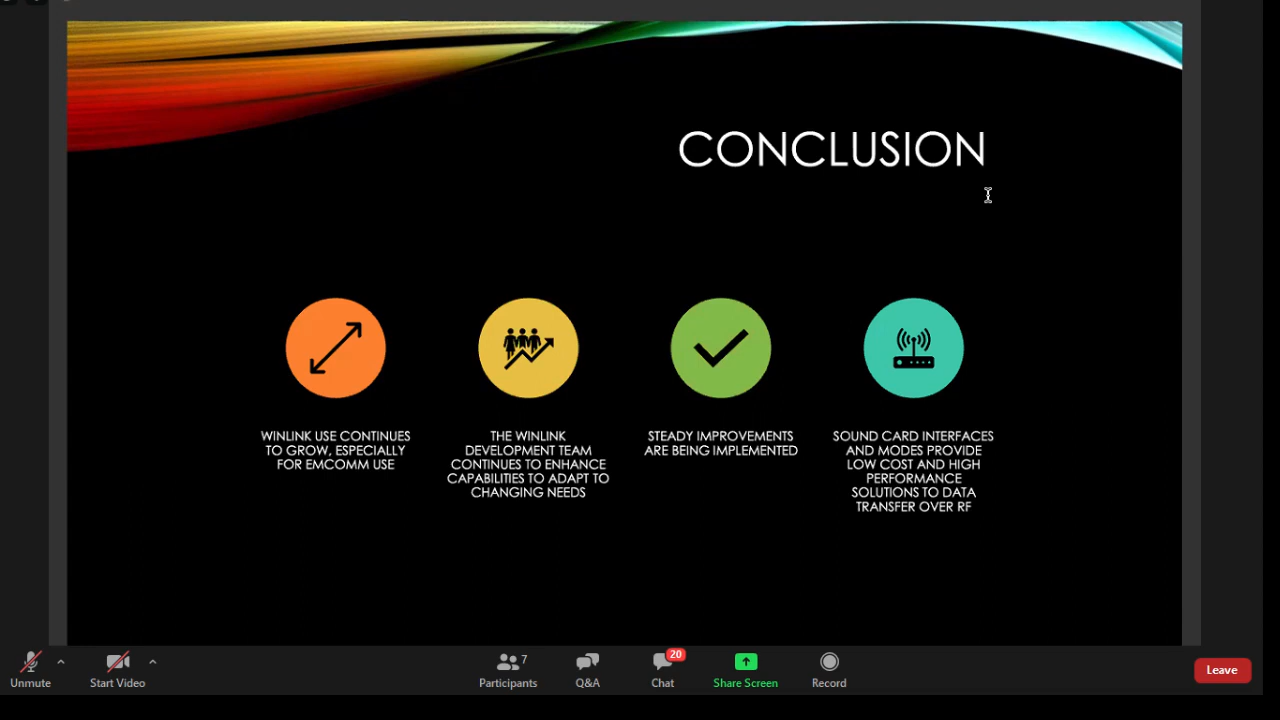 CONCLUSION
WINLINK USE CONTINUES
TO GROW, ESPECIALLY
FOR EMCOMM USE
THE WINLINK
DEVELOPMENT TEAM
CONTINUES TO ENHANCE
CAPABILITIES TO ADAPT TO
CHANGING NEEDS
STEADY IMPROVEMENTS
ARE BEING IMPLEMENTED
SOUND CARD INTERFACES
AND MODES PROVIDE
LOW COST AND HIGH
PERFORMANCE
SOLUTIONS TO DATA
TRANSFER OVER RF
Unmute
Start Video
7
Participants
Q&A
20
Chat
Share Screen
Record
Leave